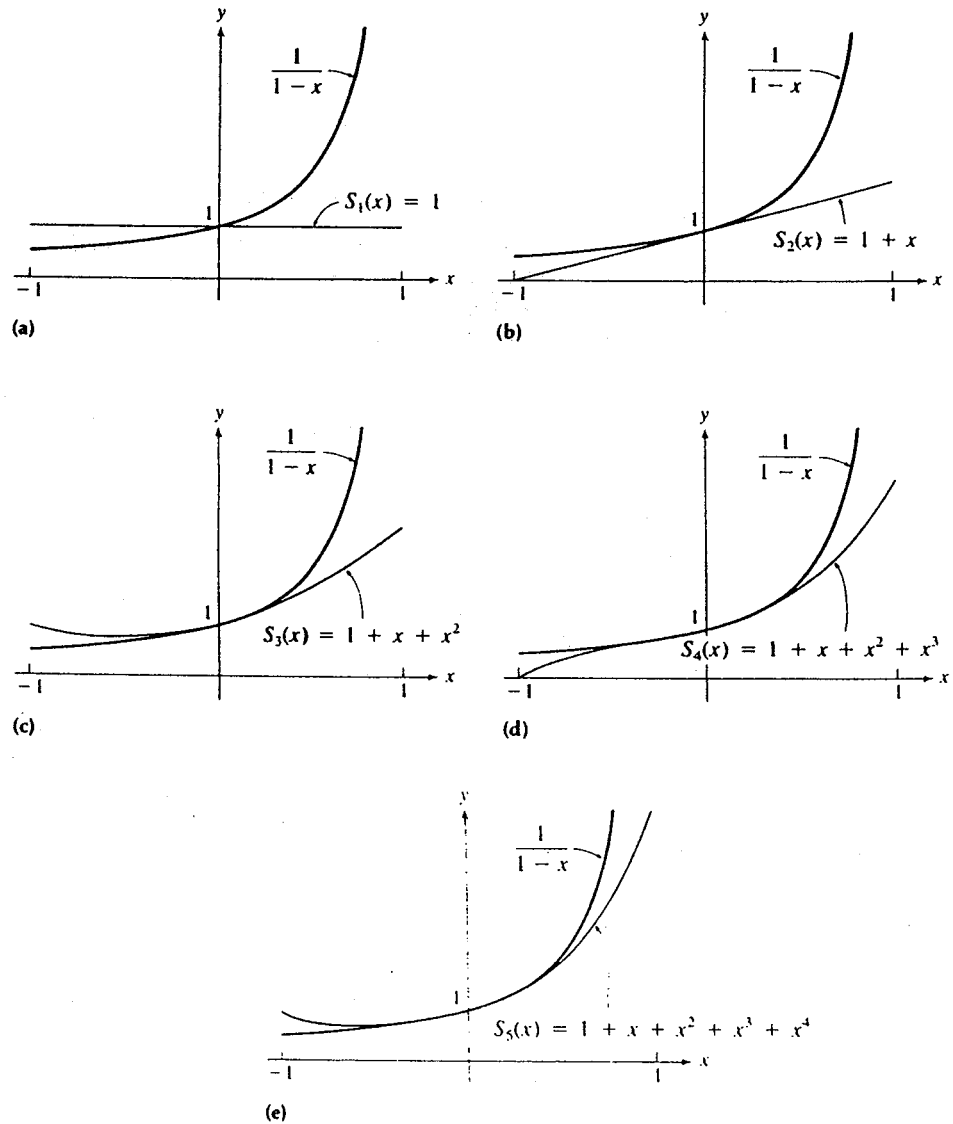 y
1
1 − x
S₁(x) = 1
1
−1
1
x
(a)
y
1
1 − x
1
S₂(x) = 1 + x
−1
1
x
(b)
y
1
1 − x
1
S₃(x) = 1 + x + x²
−1
1
x
(c)
y
1
1 − x
1
S₄(x) = 1 + x + x² + x³
−1
1
x
(d)
y
1
1 − x
1
S₅(x) = 1 + x + x² + x³ + x⁴
−1
1
x
(e)